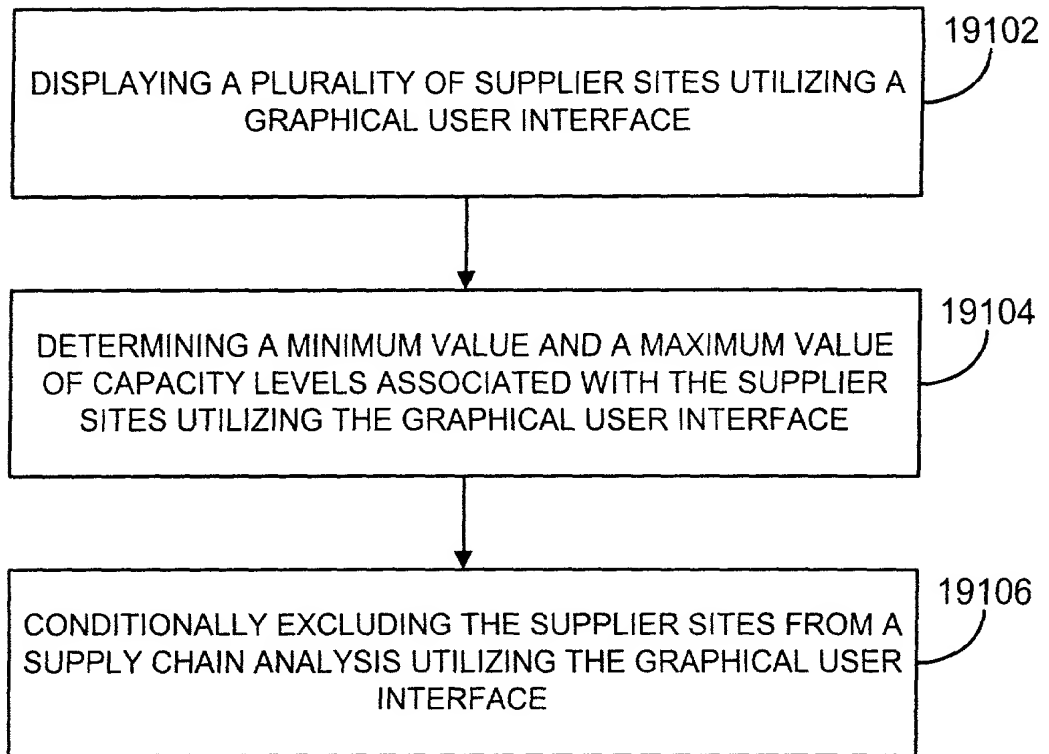 19102
DISPLAYING A PLURALITY OF SUPPLIER SITES UTILIZING A
GRAPHICAL USER INTERFACE
19104
DETERMINING A MINIMUM VALUE AND A MAXIMUM VALUE
OF CAPACITY LEVELS ASSOCIATED WITH THE SUPPLIER
SITES UTILIZING THE GRAPHICAL USER INTERFACE
19106
CONDITIONALLY EXCLUDING THE SUPPLIER SITES FROM A
SUPPLY CHAIN ANALYSIS UTILIZING THE GRAPHICAL USER
INTERFACE